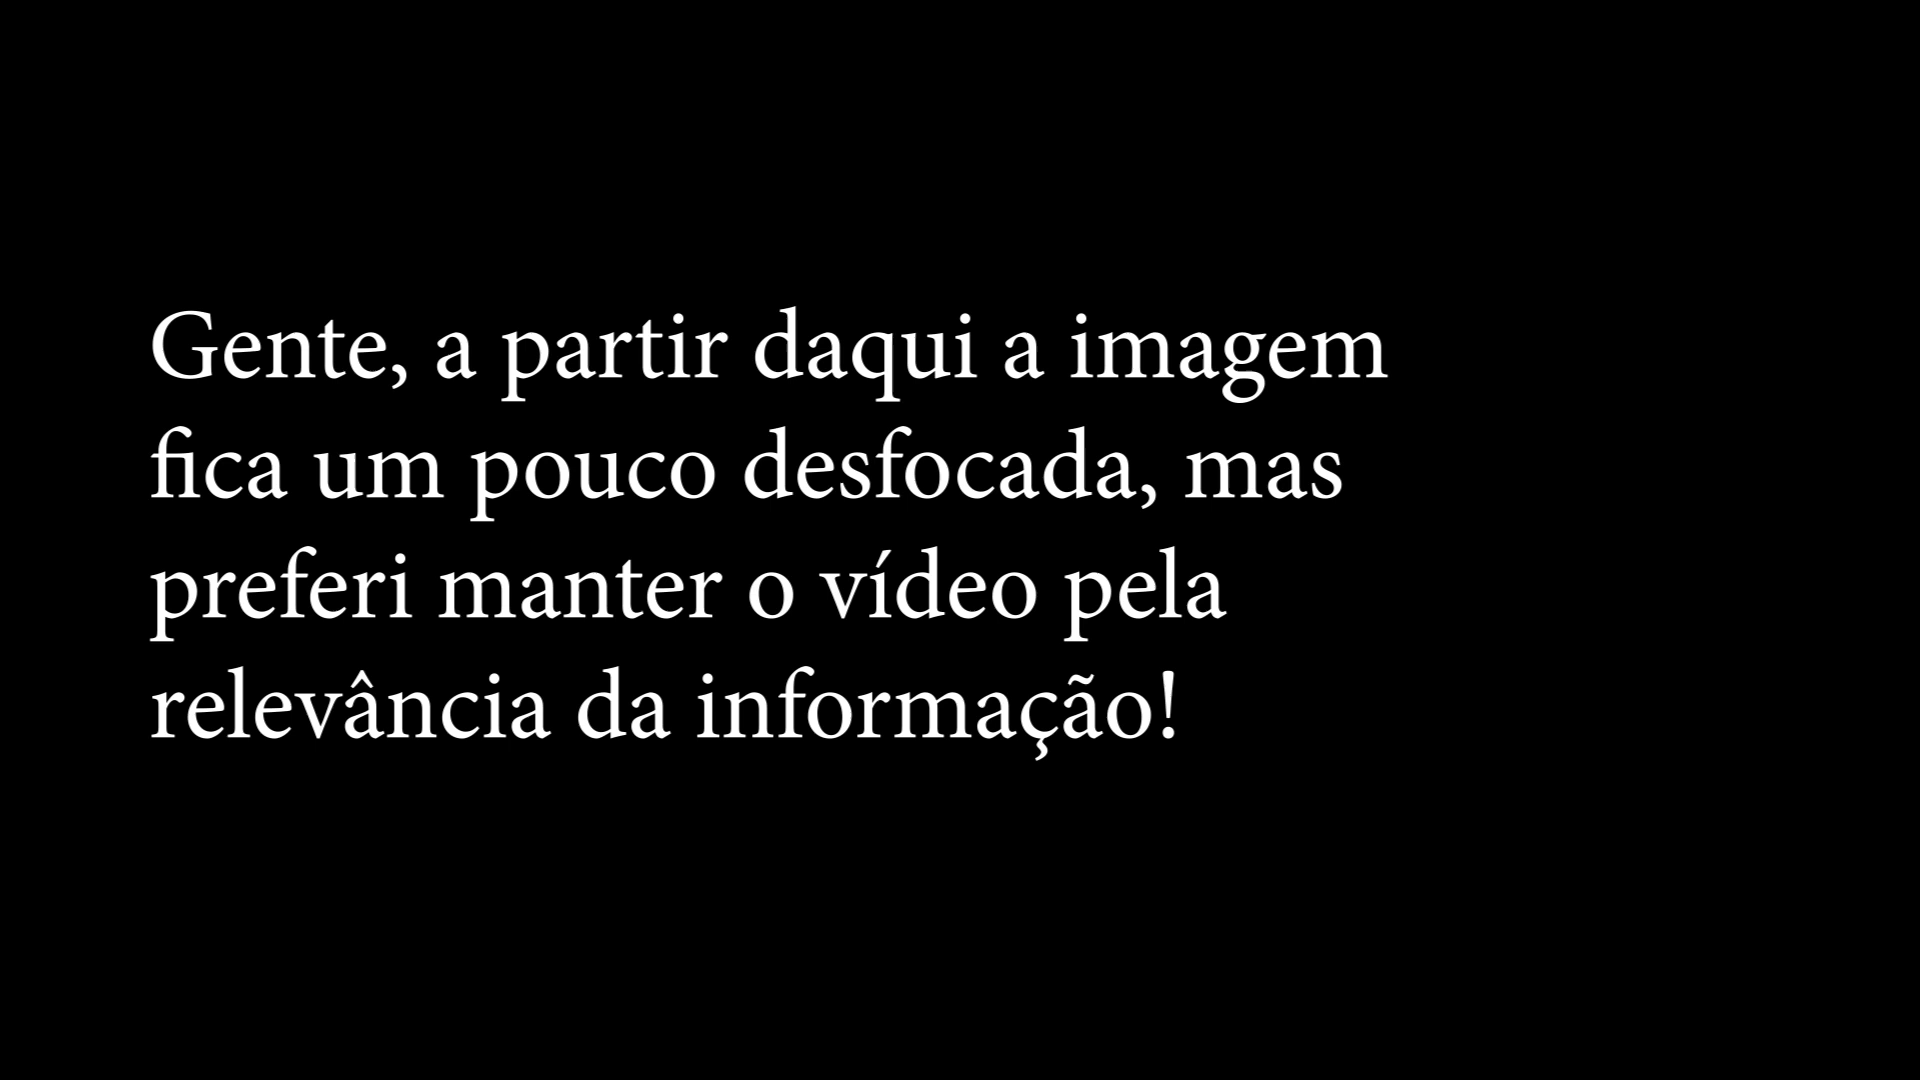 Gente, a partir daqui a imagem
fica um pouco desfocada, mas
preferi manter o vídeo pela
relevância da informação!